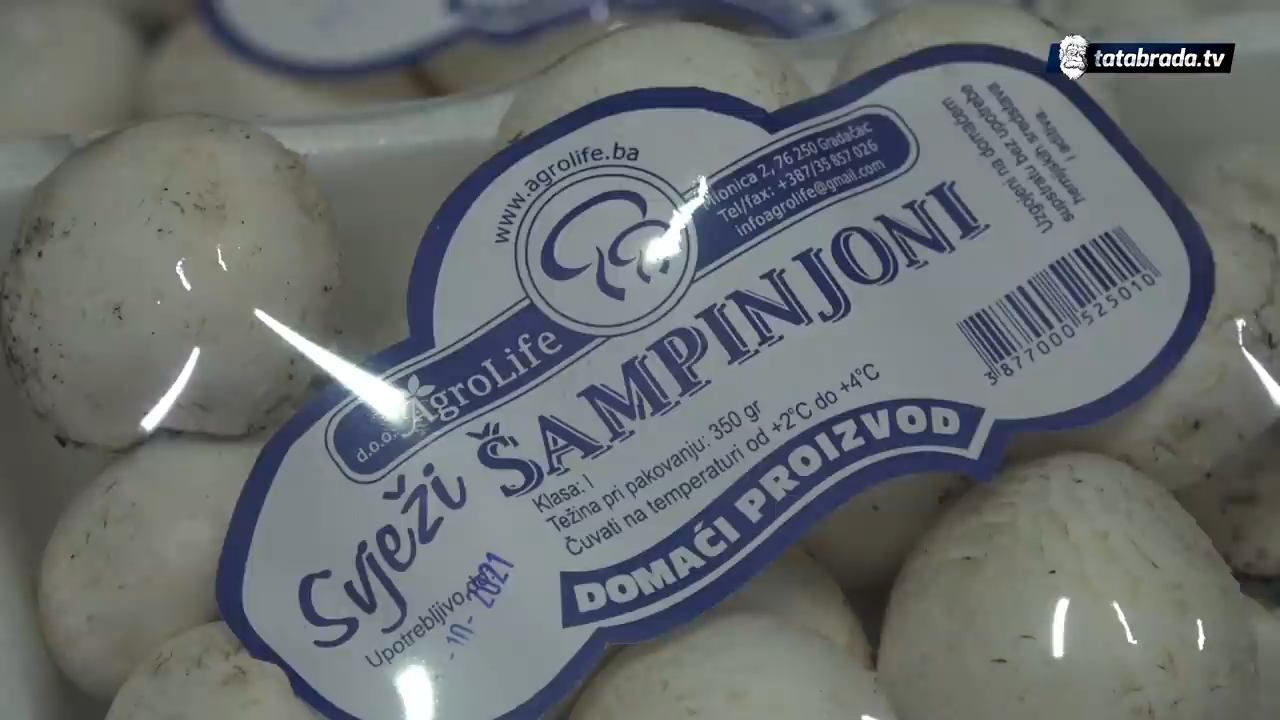 tatabrada.tv
www.agrolife.ba
Mionica 2, 76 250 Gradačac
Tel/fax: +387/35 857 026
infoagrolife@gmail.com
Uzgojeni na domaćem
supstratu bez upotrebe
hemijskih sredstava
i aditiva.
d.o.o. AgroLife
Svježi ŠAMPINJONI
3877000525010
Klasa: I
Težina pri pakovanju: 350 gr
Čuvati na temperaturi od +2°C do +4°C
DOMAĆI PROIZVOD
Upotrebljivo do:
-10- 2021